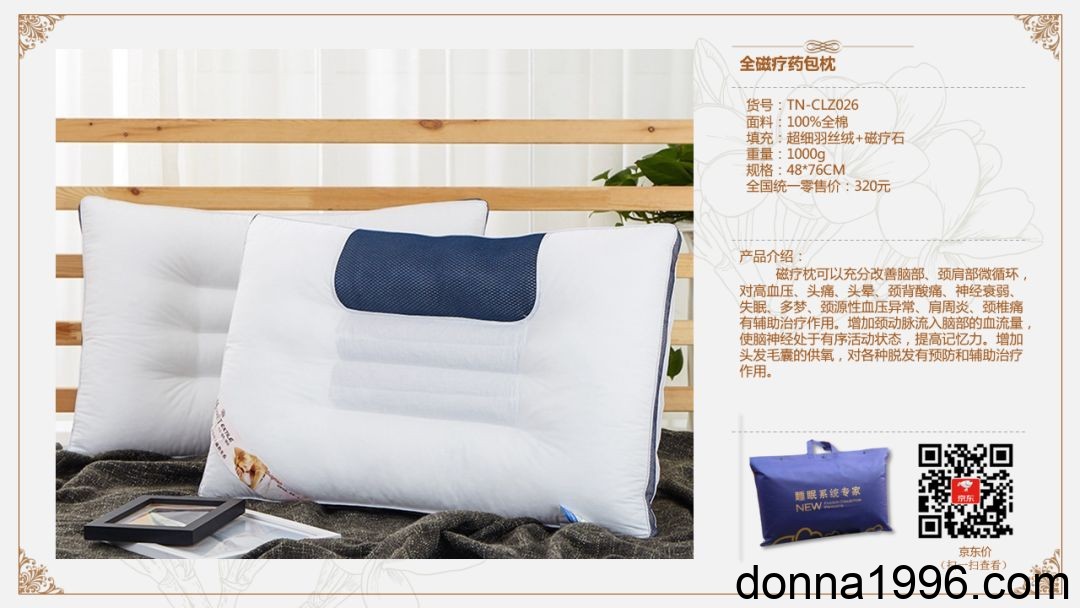 全磁疗药包枕
货号：TN-CLZ026
面料：100%全棉
填充：超细羽丝绒+磁疗石
重量：1000g
规格：48*76CM
全国统一零售价：320元
产品介绍：
磁疗枕可以充分改善脑部、颈肩部微循环，
对高血压、头痛、头晕、颈背酸痛、神经衰弱、
失眠、多梦、颈源性血压异常、肩周炎、颈椎痛
有辅助治疗作用。增加颈动脉流入脑部的血流量，
使脑神经处于有序活动状态，提高记忆力。增加
头发毛囊的供氧，对各种脱发有预防和辅助治疗
作用。
睡眠系统专家
NEW
京东
京东价
（扫一扫查看）
donna1996.com